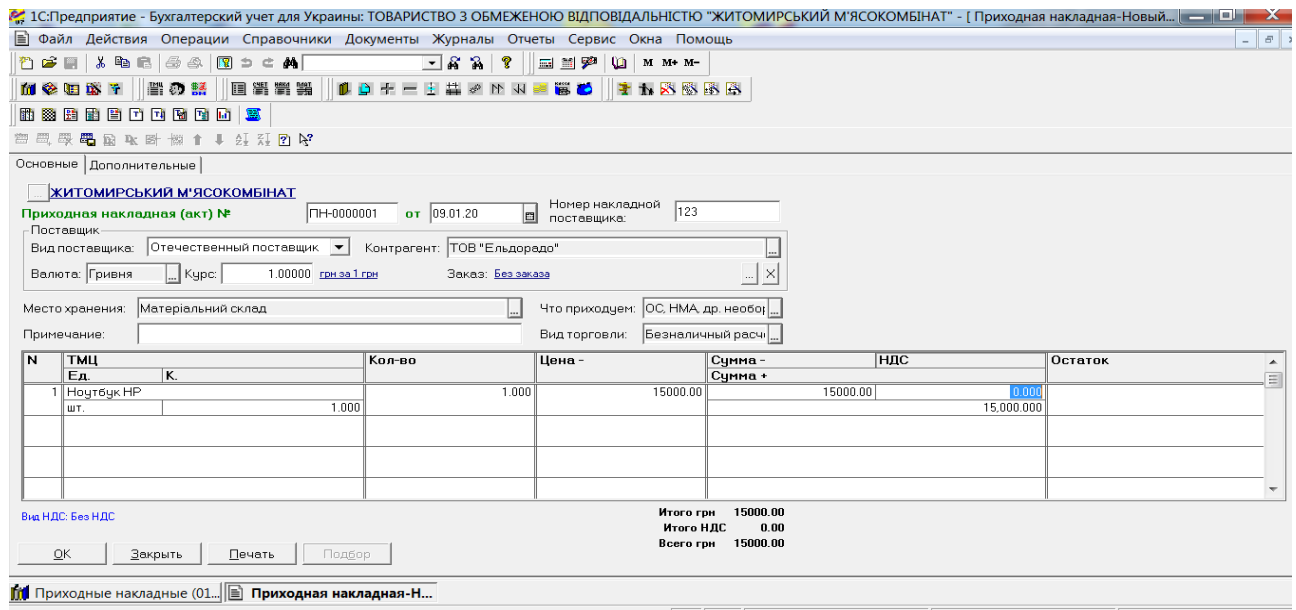 1С:Предприятие - Бухгалтерский учет для Украины: ТОВАРИСТВО З ОБМЕЖЕНОЮ ВІДПОВІДАЛЬНІСТЮ "ЖИТОМИРСЬКИЙ М'ЯСОКОМБІНАТ" - [ Приходная накладная-Новый...
Файл Действия Операции Справочники Документы Журналы Отчеты Сервис Окна Помощь
M M+ M-
Основные Дополнительные
... ЖИТОМИРСЬКИЙ М'ЯСОКОМБІНАТ
Приходная накладная (акт) № ПН-0000001 от 09.01.20 Номер накладной поставщика: 123
Поставщик
Вид поставщика: Отечественный поставщик Контрагент: ТОВ "Ельдорадо" ...
Валюта: Гривня ... Курс: 1.00000 грн за 1 грн Заказ: Без заказа ... X
Место хранения: Матеріальний склад ... Что приходуем: ОС, НМА, др. необор ...
Примечание: Вид торговли: Безналичный расч ...
N ТМЦ Кол-во Цена - Сумма - НДС Остаток
Ед. К. Сумма +
1 Ноутбук HP 1.000 15000.00 15000.00 0.000
шт. 1.000 15,000.000
Вид НДС: Без НДС
Итого грн 15000.00
Итого НДС 0.00
Всего грн 15000.00
OK Закрыть Печать Подбор
Приходные накладные (01... Приходная накладная-Н...